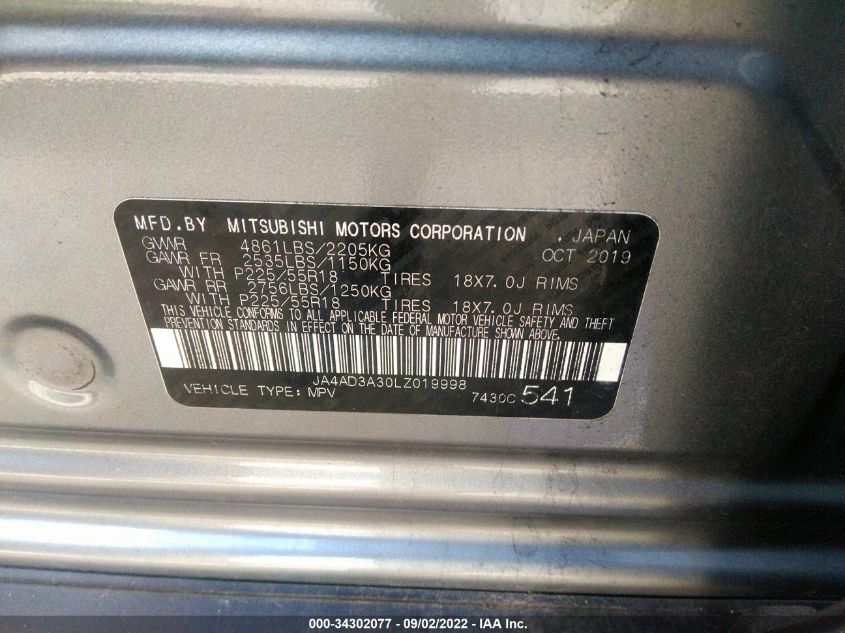 MFD.BY MITSUBISHI MOTORS CORPORATION . JAPAN
GVWR 4861LBS/2205KG OCT 2019
GAWR FR 2535LBS/1150KG
WITH P225/55R18 TIRES 18X7.0J RIMS
GAWR RR 2756LBS/1250KG
WITH P225/55R18 TIRES 18X7.0J RIMS
THIS VEHICLE CONFORMS TO ALL APPLICABLE FEDERAL MOTOR VEHICLE SAFETY AND THEFT
PREVENTION STANDARDS IN EFFECT ON THE DATE OF MANUFACTURE SHOWN ABOVE.
JA4AD3A30LZ019998
VEHICLE TYPE: MPV 7430C 541
000-34302077 - 09/02/2022 - IAA Inc.